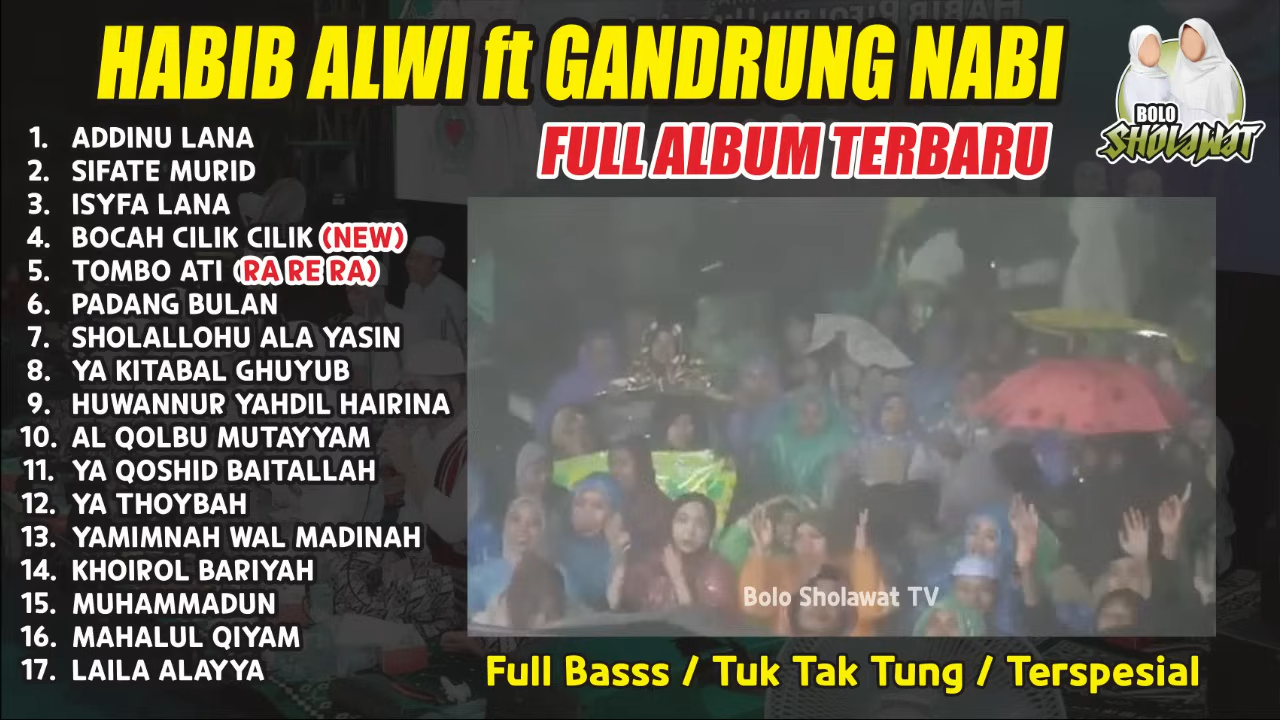 HABIB ALWI ft GANDRUNG NABI
FULL ALBUM TERBARU
BOLO
SHOLAWAT
1. ADDINU LANA
2. SIFATE MURID
3. ISYFA LANA
4. BOCAH CILIK CILIK (NEW)
5. TOMBO ATI (RA RE RA)
6. PADANG BULAN
7. SHOLALLOHU ALA YASIN
8. YA KITABAL GHUYUB
9. HUWANNUR YAHDIL HAIRINA
10. AL QOLBU MUTAYYAM
11. YA QOSHID BAITALLAH
12. YA THOYBAH
13. YAMIMNAH WAL MADINAH
14. KHOIROL BARIYAH
15. MUHAMMADUN
16. MAHALUL QIYAM
17. LAILA ALAYYA
Bolo Sholawat TV
Full Basss / Tuk Tak Tung / Terspesial